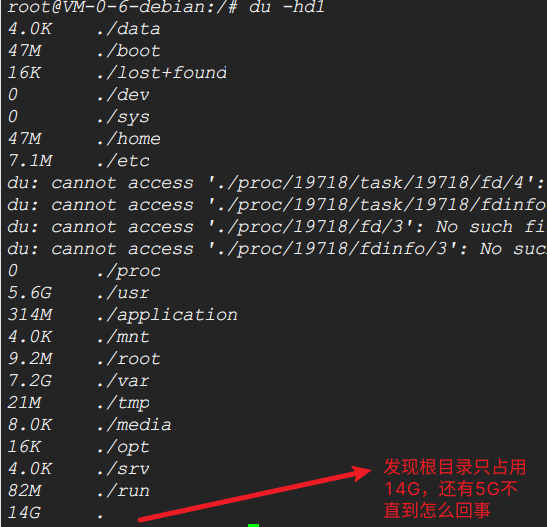 root@VM-0-6-debian:/# du -hd1
4.0K ./data
47M ./boot
16K ./lost+found
0 ./dev
0 ./sys
47M ./home
7.1M ./etc
du: cannot access './proc/19718/task/19718/fd/4':
du: cannot access './proc/19718/task/19718/fdinfo
du: cannot access './proc/19718/fd/3': No such fi
du: cannot access './proc/19718/fdinfo/3': No suc
0 ./proc
5.6G ./usr
314M ./application
4.0K ./mnt
9.2M ./root
7.2G ./var
21M ./tmp
8.0K ./media
16K ./opt
4.0K ./srv
82M ./run
14G .
发现根目录只占用
14G，还有5G不
直到怎么回事